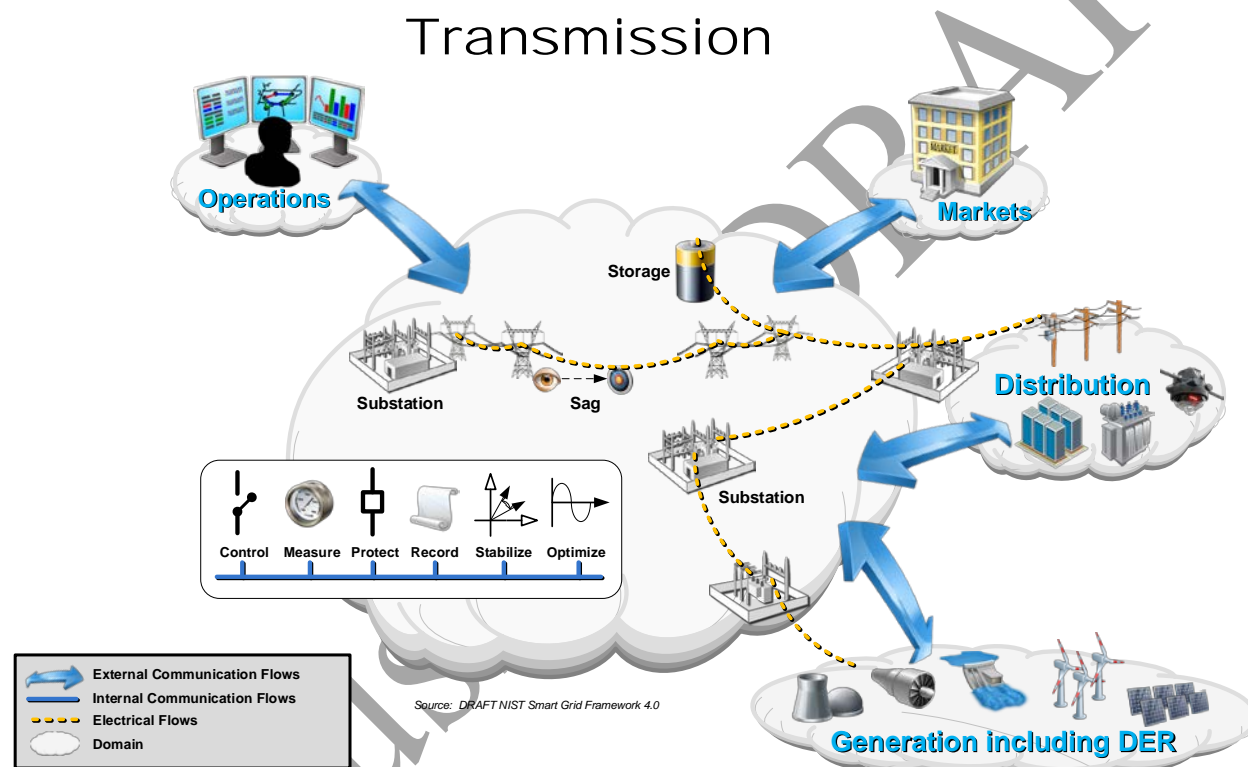 Transmission
Operations
MARKET
Markets
Storage
Substation
Sag
Distribution
Substation
Control Measure Protect Record Stabilize Optimize
External Communication Flows
Internal Communication Flows
Electrical Flows
Domain
Source: DRAFT NIST Smart Grid Framework 4.0
Generation including DER